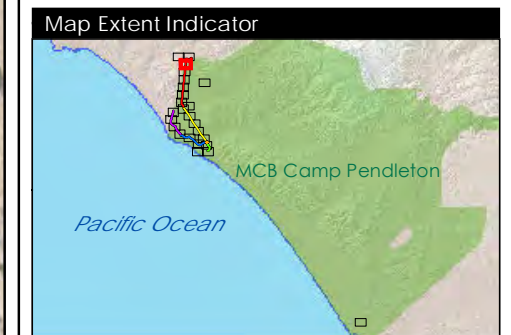 Map Extent Indicator
MCB Camp Pendleton
Pacific Ocean